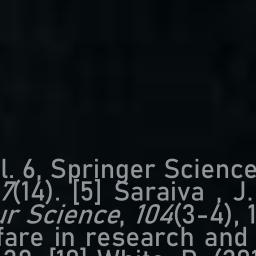 l. 6, Springer Science
7(14). [5] Saraiva , J.
ur Science, 104(3-4), 1
fare in research and